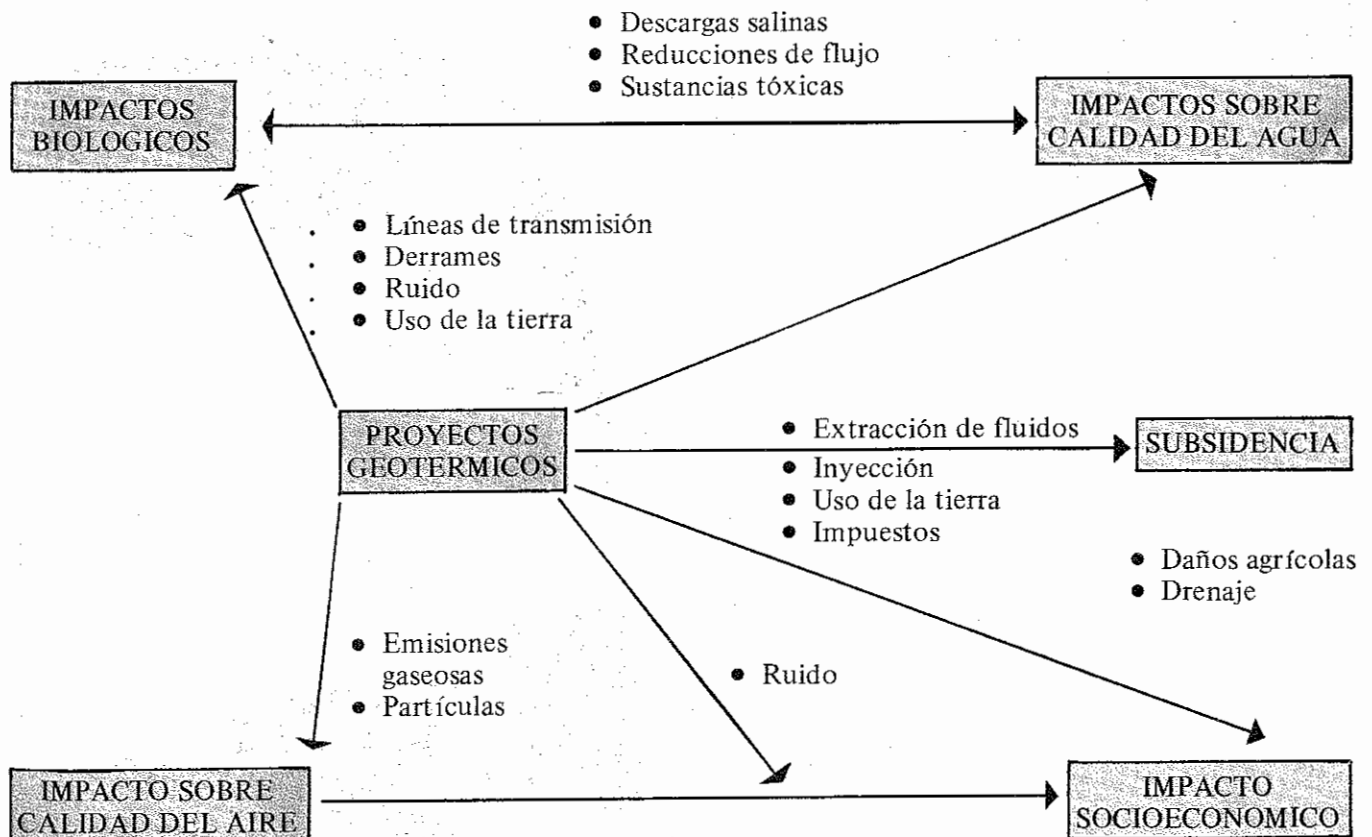 • Descargas salinas
• Reducciones de flujo
• Sustancias tóxicas
IMPACTOS
BIOLOGICOS
IMPACTOS SOBRE
CALIDAD DEL AGUA
• Líneas de transmisión
• Derrames
• Ruido
• Uso de la tierra
PROYECTOS
GEOTERMICOS
• Extracción de fluidos
• Inyección
• Uso de la tierra
• Impuestos
SUBSIDENCIA
• Daños agrícolas
• Drenaje
• Emisiones
gaseosas
• Partículas
• Ruido
IMPACTO SOBRE
CALIDAD DEL AIRE
IMPACTO
SOCIOECONOMICO